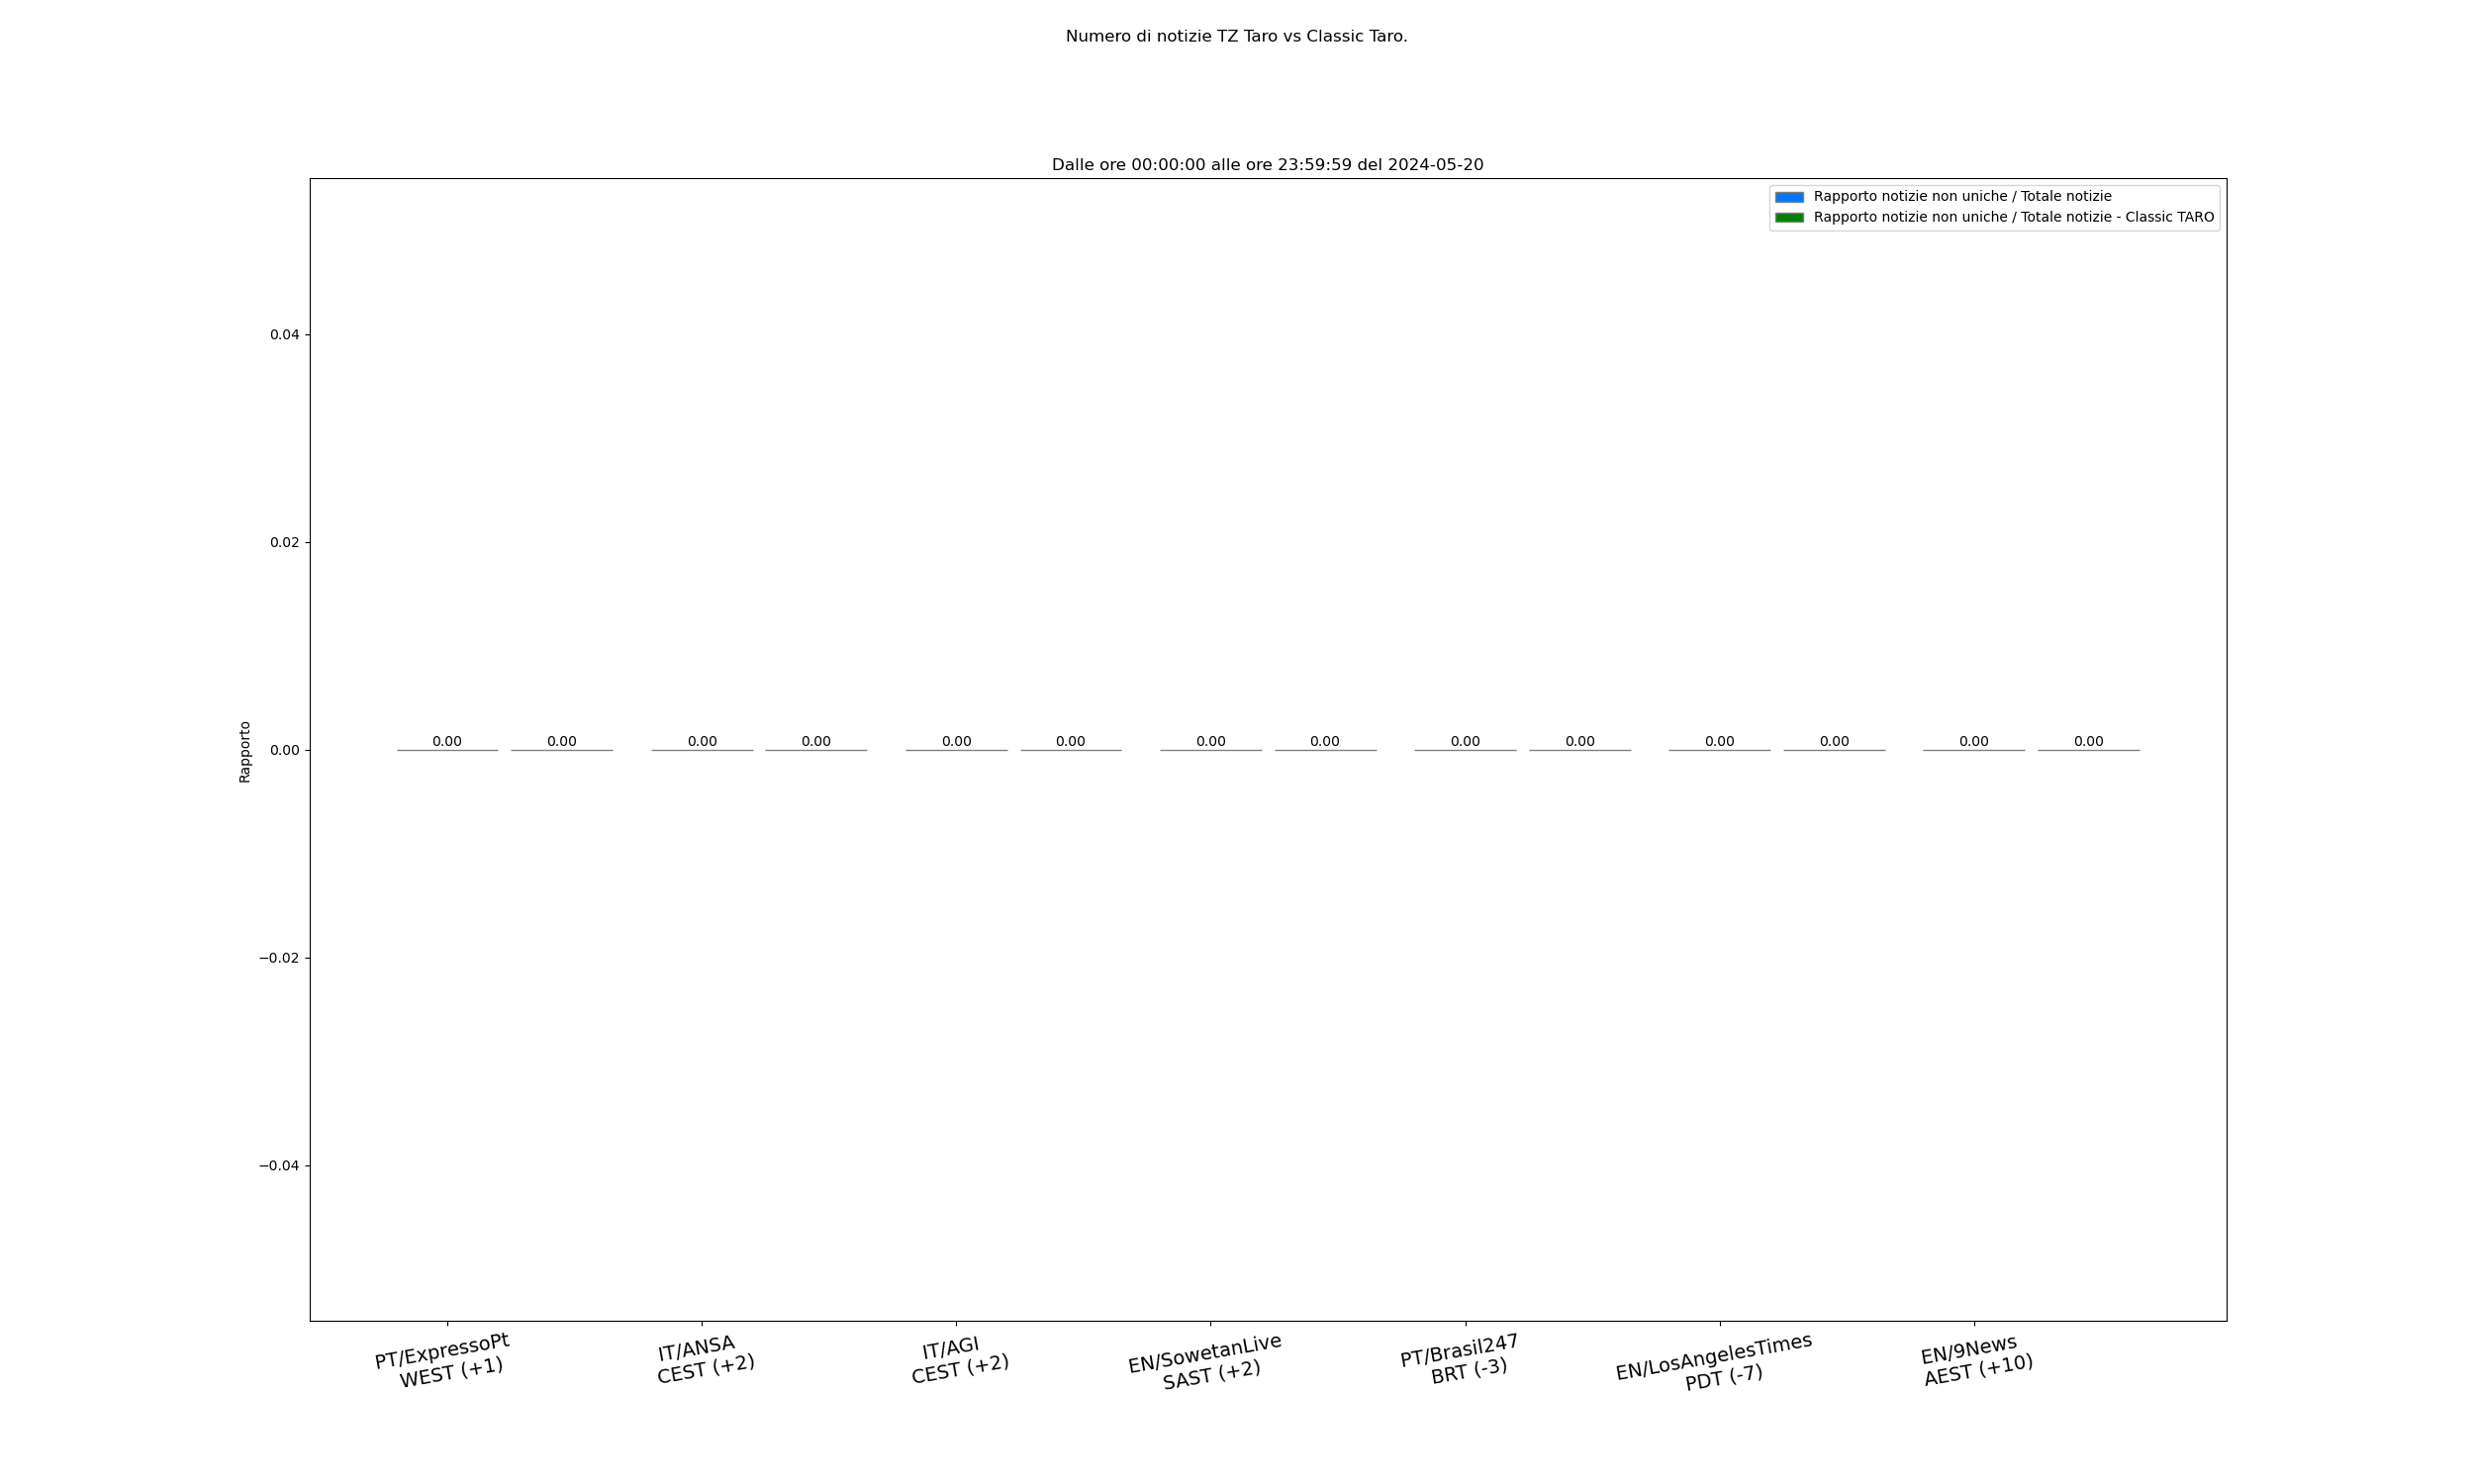 Numero di notizie TZ Taro vs Classic Taro.
Dalle ore 00:00:00 alle ore 23:59:59 del 2024-05-20
Rapporto notizie non uniche / Totale notizie
Rapporto notizie non uniche / Totale notizie - Classic TARO
0.04
0.02
0.00
−0.02
−0.04
Rapporto
0.00
0.00
0.00
0.00
0.00
0.00
0.00
0.00
0.00
0.00
0.00
0.00
0.00
0.00
PT/ExpressoPt
WEST (+1)
IT/ANSA
CEST (+2)
IT/AGI
CEST (+2)
EN/SowetanLive
SAST (+2)
PT/Brasil247
BRT (-3)
EN/LosAngelesTimes
PDT (-7)
EN/9News
AEST (+10)